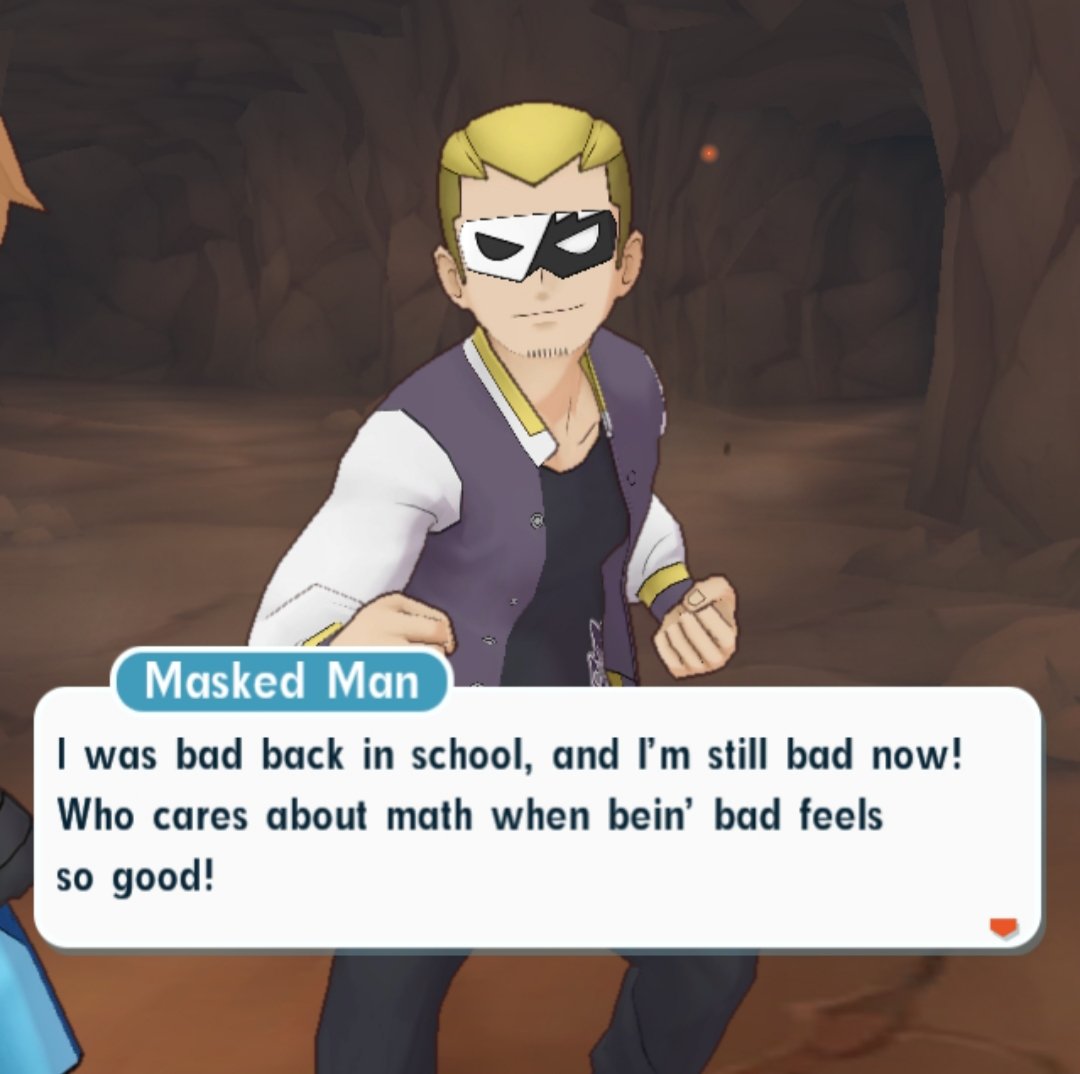 Masked Man
I was bad back in school, and I'm still bad now!
Who cares about math when bein' bad feels
so good!